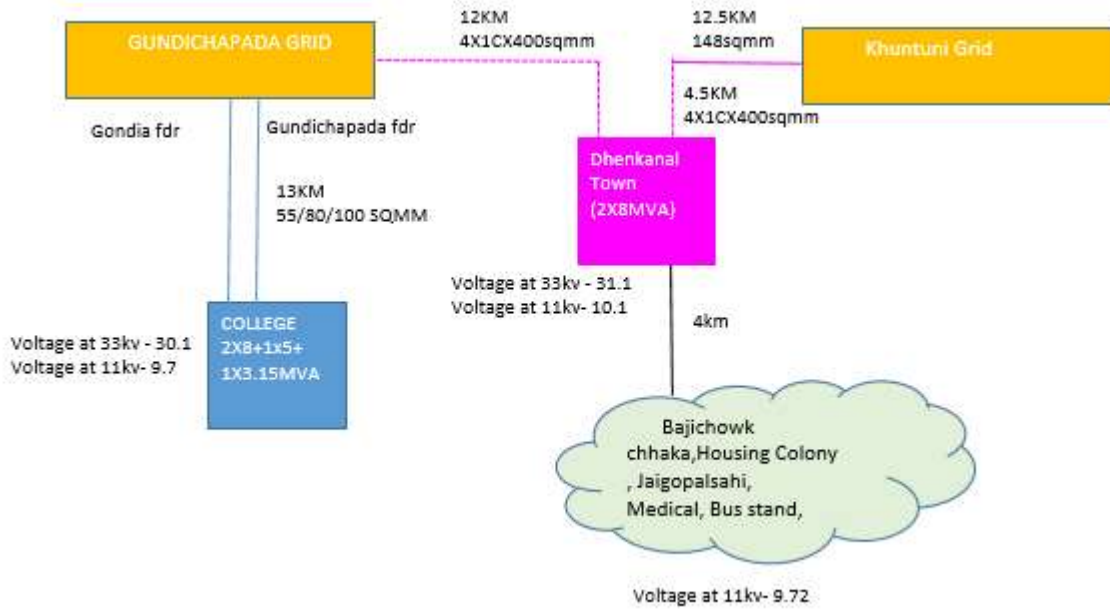 12KM
4X1CX400sqmm
12.5KM
148sqmm
GUNDICHAPADA GRID
Khuntuni Grid
4.5KM
4X1CX400sqmm
Gondia fdr
Gundichapada fdr
Dhenkanal
Town
(2X8MVA)
13KM
55/80/100 SQMM
Voltage at 33kv - 31.1
Voltage at 11kv- 10.1
4km
COLLEGE
2X8+1x5+
1X3.15MVA
Voltage at 33kv - 30.1
Voltage at 11kv- 9.7
Bajichowk
chhaka,Housing Colony
, Jaigopalsahi,
Medical, Bus stand,
Voltage at 11kv- 9.72